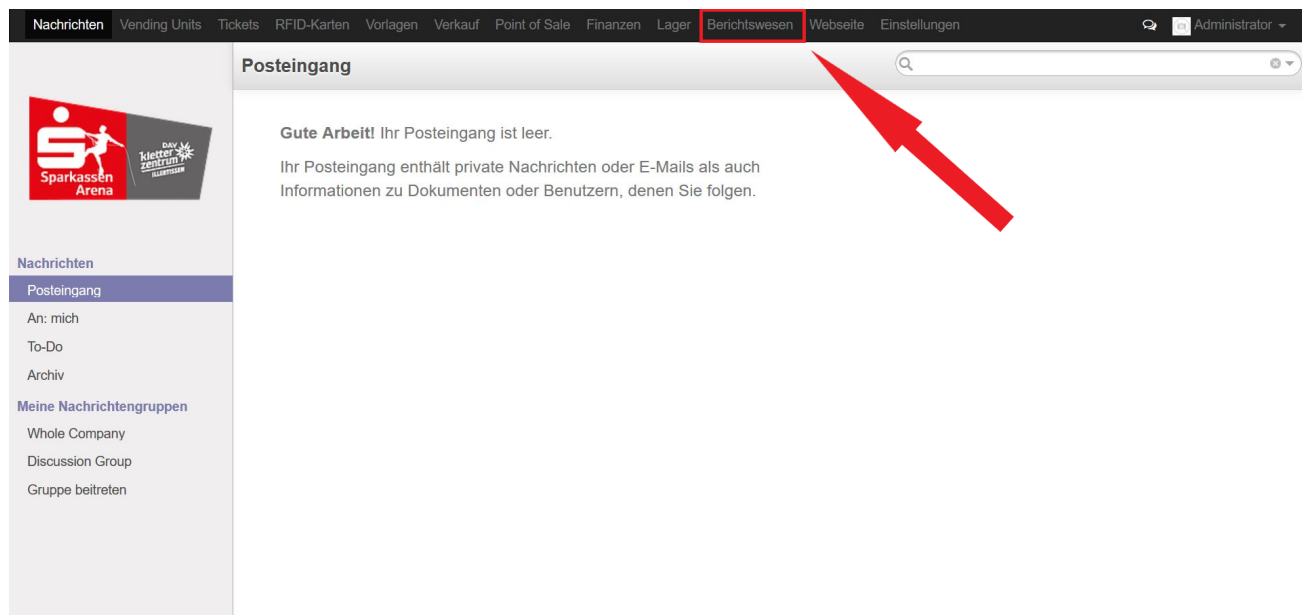 Nachrichten Vending Units Tickets RFID-Karten Vorlagen Verkauf Point of Sale Finanzen Lager Berichtswesen Webseite Einstellungen Administrator
Posteingang
Sparkassen
Arena
DAV
kletter
zentrum
ILLERTISSEN
Gute Arbeit! Ihr Posteingang ist leer.
Ihr Posteingang enthält private Nachrichten oder E-Mails als auch
Informationen zu Dokumenten oder Benutzern, denen Sie folgen.
Nachrichten
Posteingang
An: mich
To-Do
Archiv
Meine Nachrichtengruppen
Whole Company
Discussion Group
Gruppe beitreten